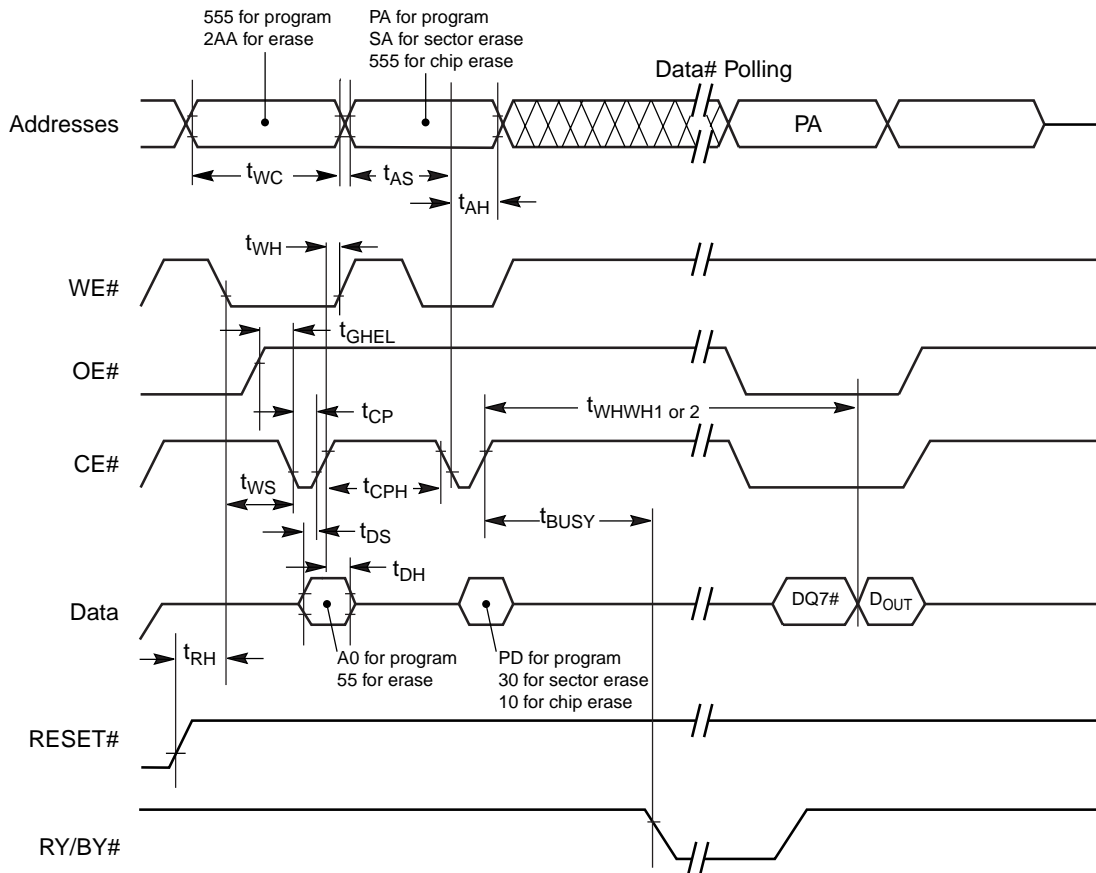 555 for program
2AA for erase
PA for program
SA for sector erase
555 for chip erase
Data# Polling
Addresses
PA
tWC
tAS
tAH
tWH
WE#
tGHEL
OE#
tCP
tWHWH1 or 2
CE#
tWS
tCPH
tBUSY
tDS
tDH
Data
DQ7#
DOUT
tRH
A0 for program
55 for erase
PD for program
30 for sector erase
10 for chip erase
RESET#
RY/BY#